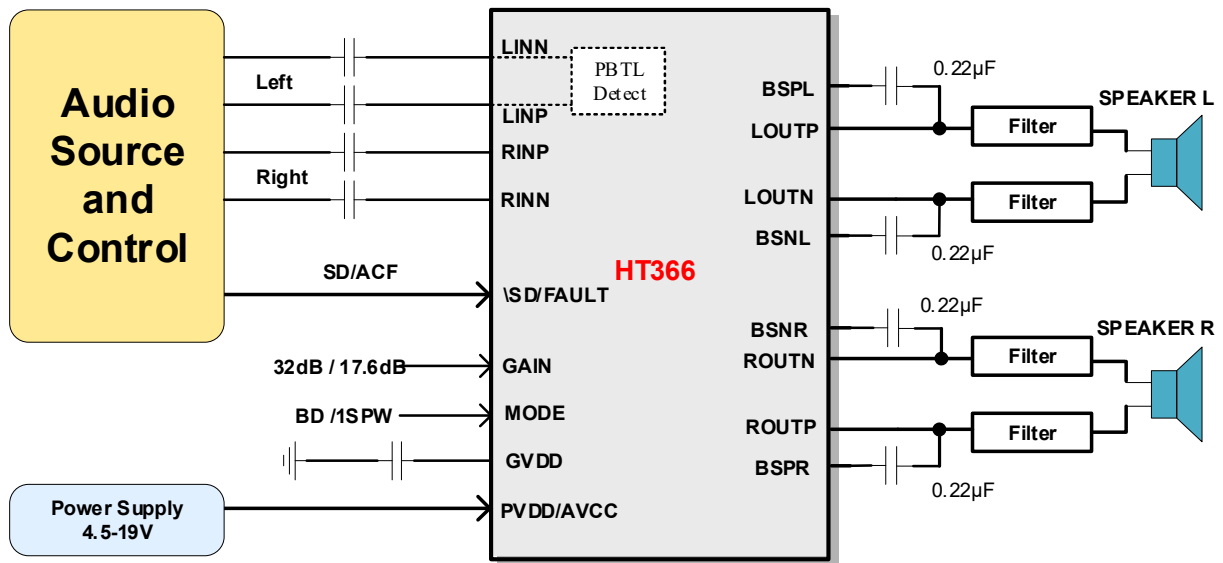 Audio
Source
and
Control
Left
Right
SD/ACF
32dB / 17.6dB
BD /1SPW
Power Supply
4.5-19V
LINN
LINP
RINP
RINN
\SD/FAULT
GAIN
MODE
GVDD
PVDD/AVCC
PBTL
Detect
HT366
BSPL
LOUTP
LOUTN
BSNL
BSNR
ROUTN
ROUTP
BSPR
0.22µF
0.22µF
0.22µF
0.22µF
Filter
Filter
Filter
Filter
SPEAKER L
SPEAKER R